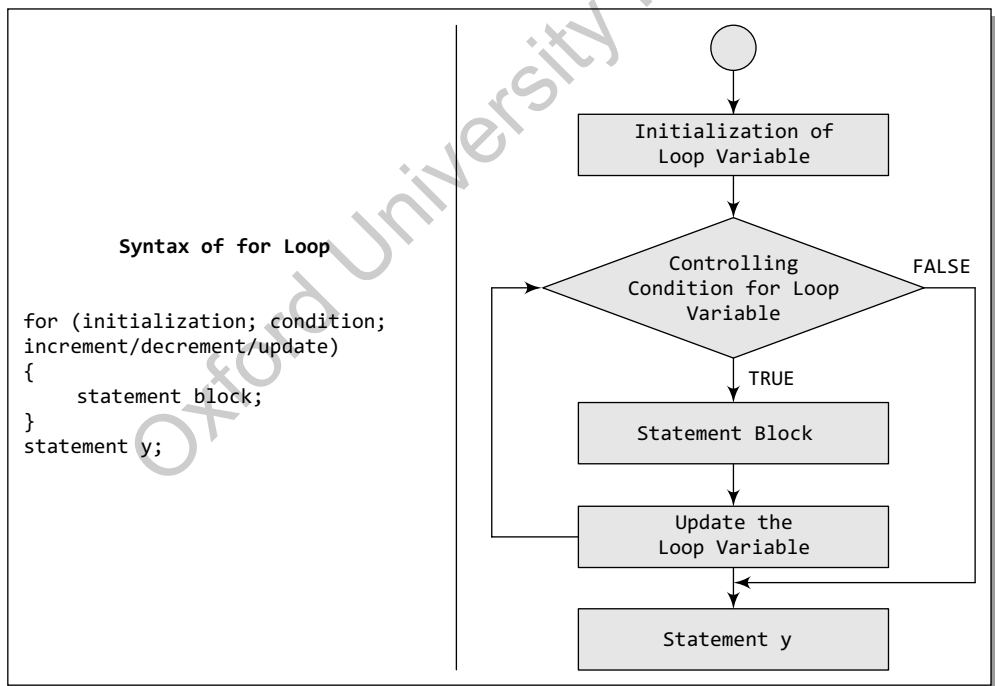 Syntax of for Loop
for (initialization; condition;
increment/decrement/update)
{
statement block;
}
statement y;
Initialization of
Loop Variable
Controlling
Condition for Loop
Variable
FALSE
TRUE
Statement Block
Update the
Loop Variable
Statement y
Oxford University